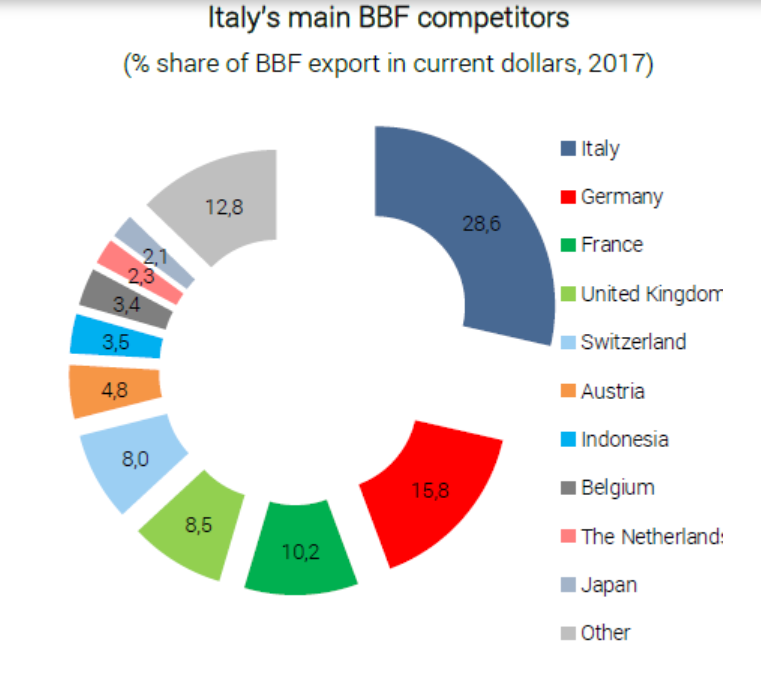 Italy's main BBF competitors
(% share of BBF export in current dollars, 2017)
28,6
15,8
10,2
8,5
8,0
4,8
3,5
3,4
2,3
2,1
12,8
Italy
Germany
France
United Kingdom
Switzerland
Austria
Indonesia
Belgium
The Netherlands
Japan
Other